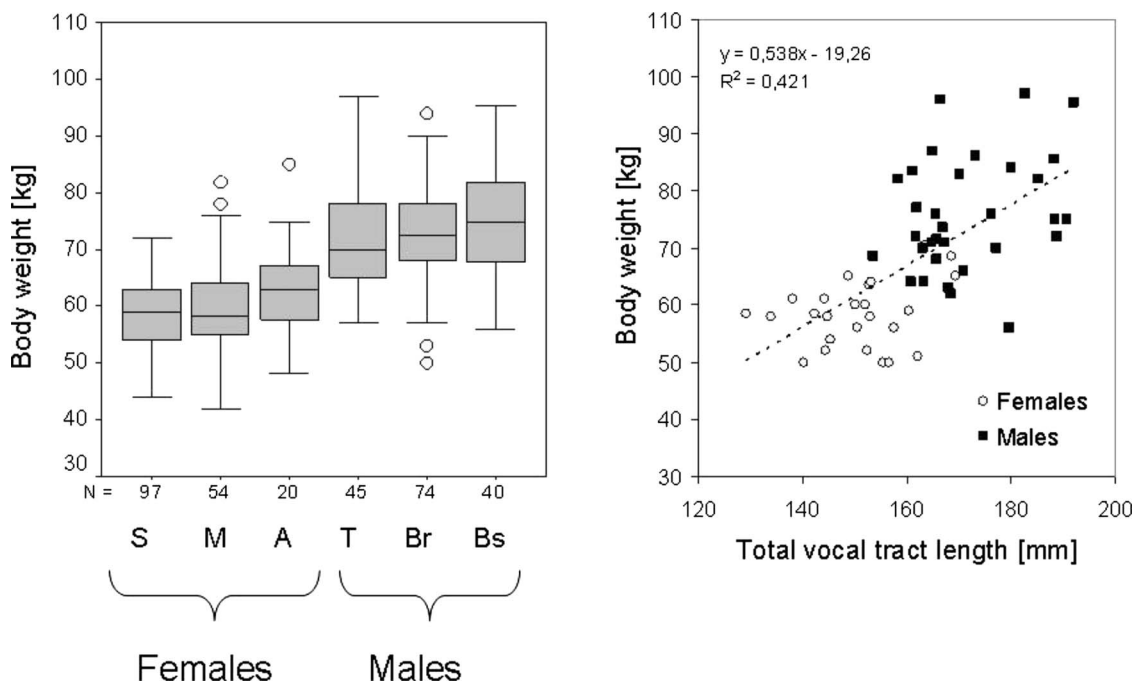 Body weight [kg]
110
100
90
80
70
60
50
40
30
N = 97 54 20 45 74 40
S M A T Br Bs
Females Males
Body weight [kg]
110
100
90
80
70
60
50
40
30
y = 0,538x - 19,26
R² = 0,421
Females
Males
120 140 160 180 200
Total vocal tract length [mm]